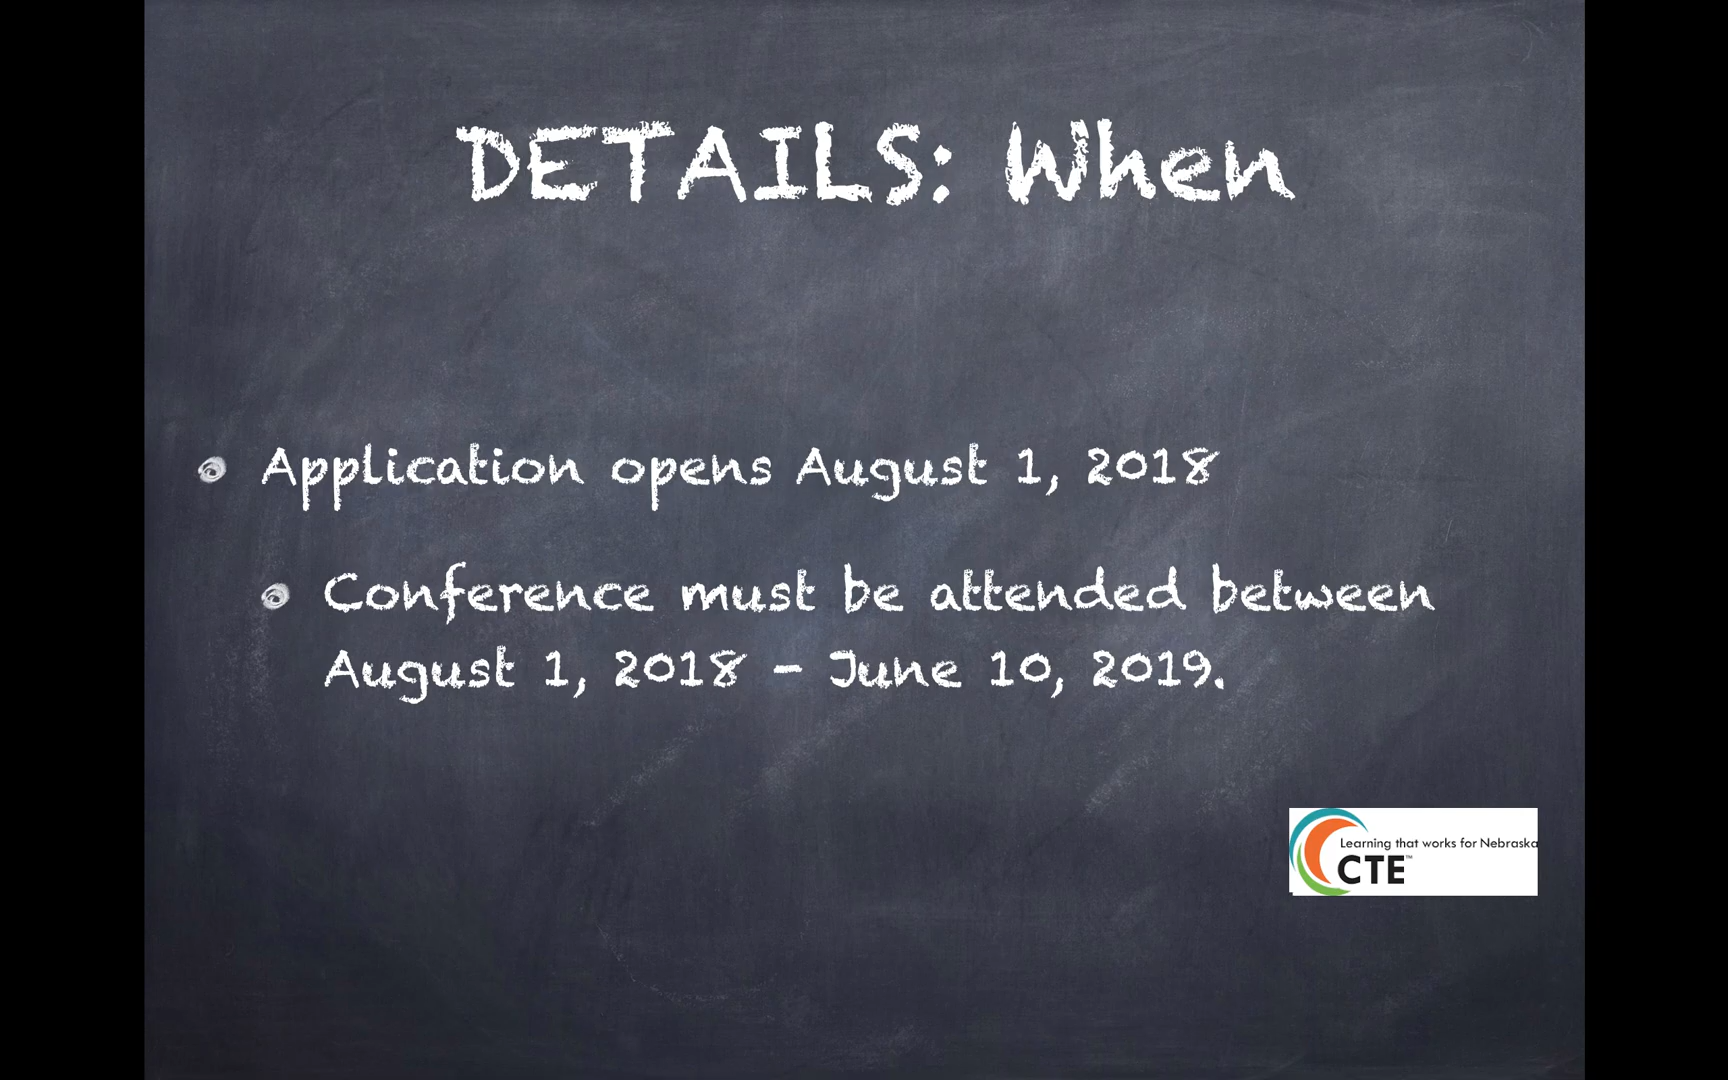 DETAILS: When
Application opens August 1, 2018
Conference must be attended between
August 1, 2018 - June 10, 2019.
Learning that works for Nebraska
CTE™